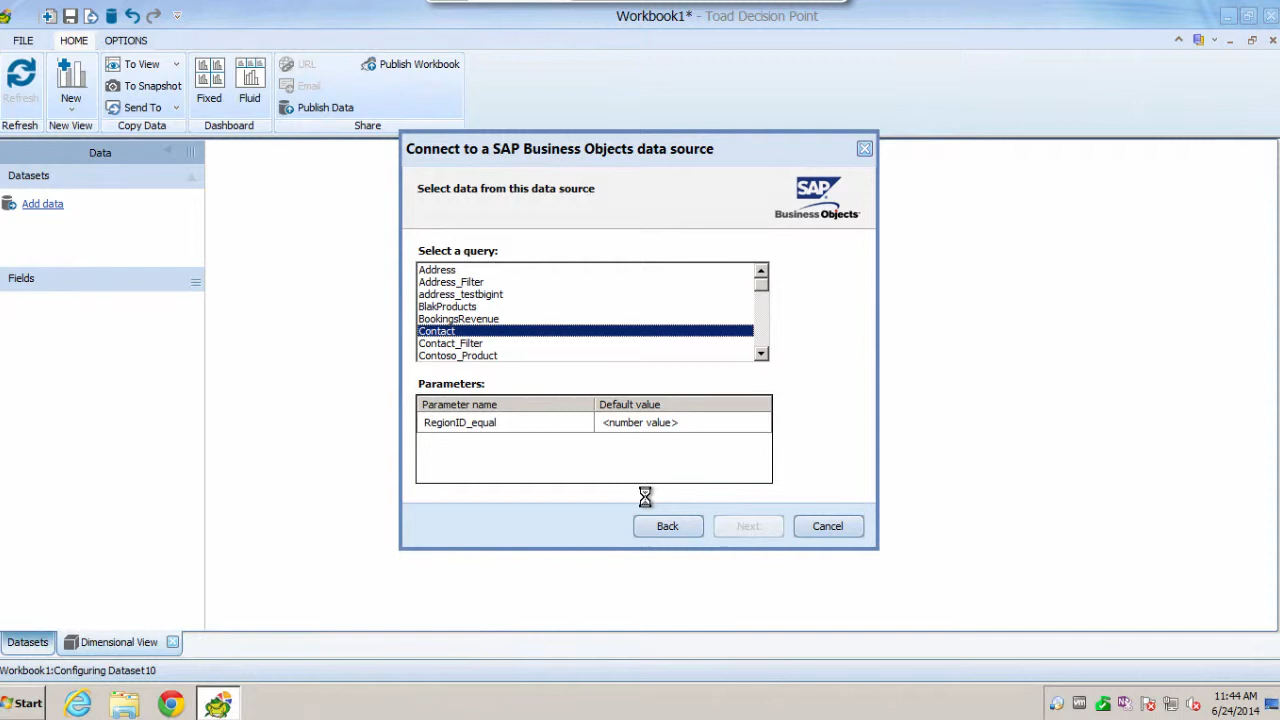 Workbook1* - Toad Decision Point
FILE HOME OPTIONS
To View URL Publish Workbook
To Snapshot Email
Refresh New Send To Fixed Fluid Publish Data
Refresh New View Copy Data Dashboard Share
Data
Datasets
Add data
Fields
Connect to a SAP Business Objects data source
Select data from this data source
SAP
Business Objects
Select a query:
Address
Address_Filter
address_testbigint
BlakProducts
BookingsRevenue
Contact
Contact_Filter
Contoso_Product
Parameters:
Parameter name Default value
RegionID_equal <number value>
Back Next Cancel
Datasets Dimensional View
Workbook1:Configuring Dataset10
Start 11:44 AM
6/24/2014